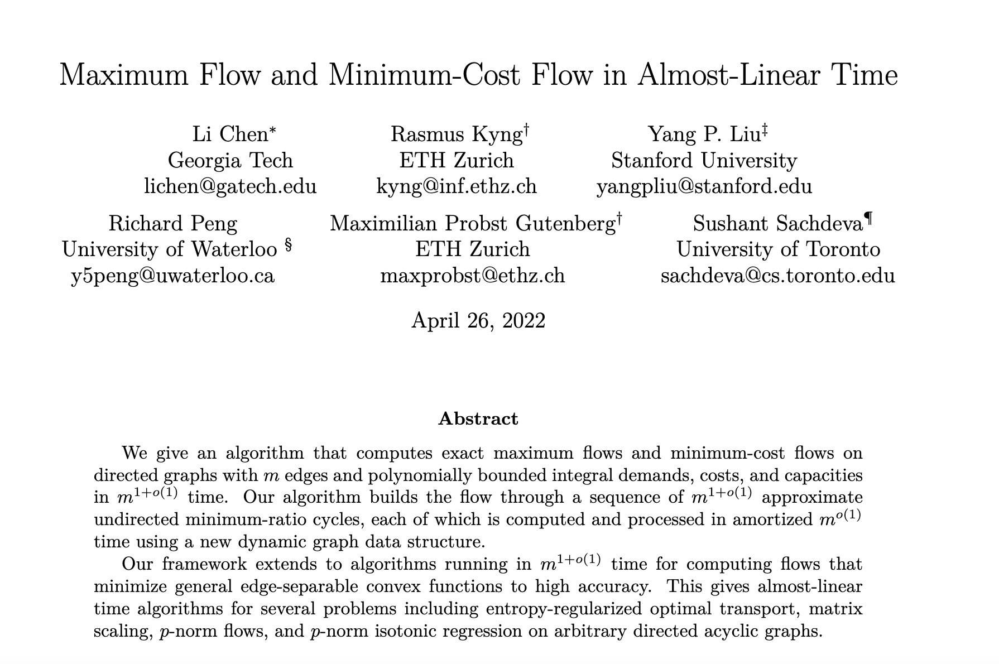 Maximum Flow and Minimum-Cost Flow in Almost-Linear Time
Li Chen* Rasmus Kyng† Yang P. Liu‡
Georgia Tech ETH Zurich Stanford University
lichen@gatech.edu kyng@inf.ethz.ch yangpliu@stanford.edu
Richard Peng Maximilian Probst Gutenberg† Sushant Sachdeva¶
University of Waterloo § ETH Zurich University of Toronto
y5peng@uwaterloo.ca maxprobst@ethz.ch sachdeva@cs.toronto.edu
April 26, 2022
Abstract
We give an algorithm that computes exact maximum flows and minimum-cost flows on
directed graphs with m edges and polynomially bounded integral demands, costs, and capacities
in m^{1+o(1)} time. Our algorithm builds the flow through a sequence of m^{1+o(1)} approximate
undirected minimum-ratio cycles, each of which is computed and processed in amortized m^{o(1)}
time using a new dynamic graph data structure.
Our framework extends to algorithms running in m^{1+o(1)} time for computing flows that
minimize general edge-separable convex functions to high accuracy. This gives almost-linear
time algorithms for several problems including entropy-regularized optimal transport, matrix
scaling, p-norm flows, and p-norm isotonic regression on arbitrary directed acyclic graphs.